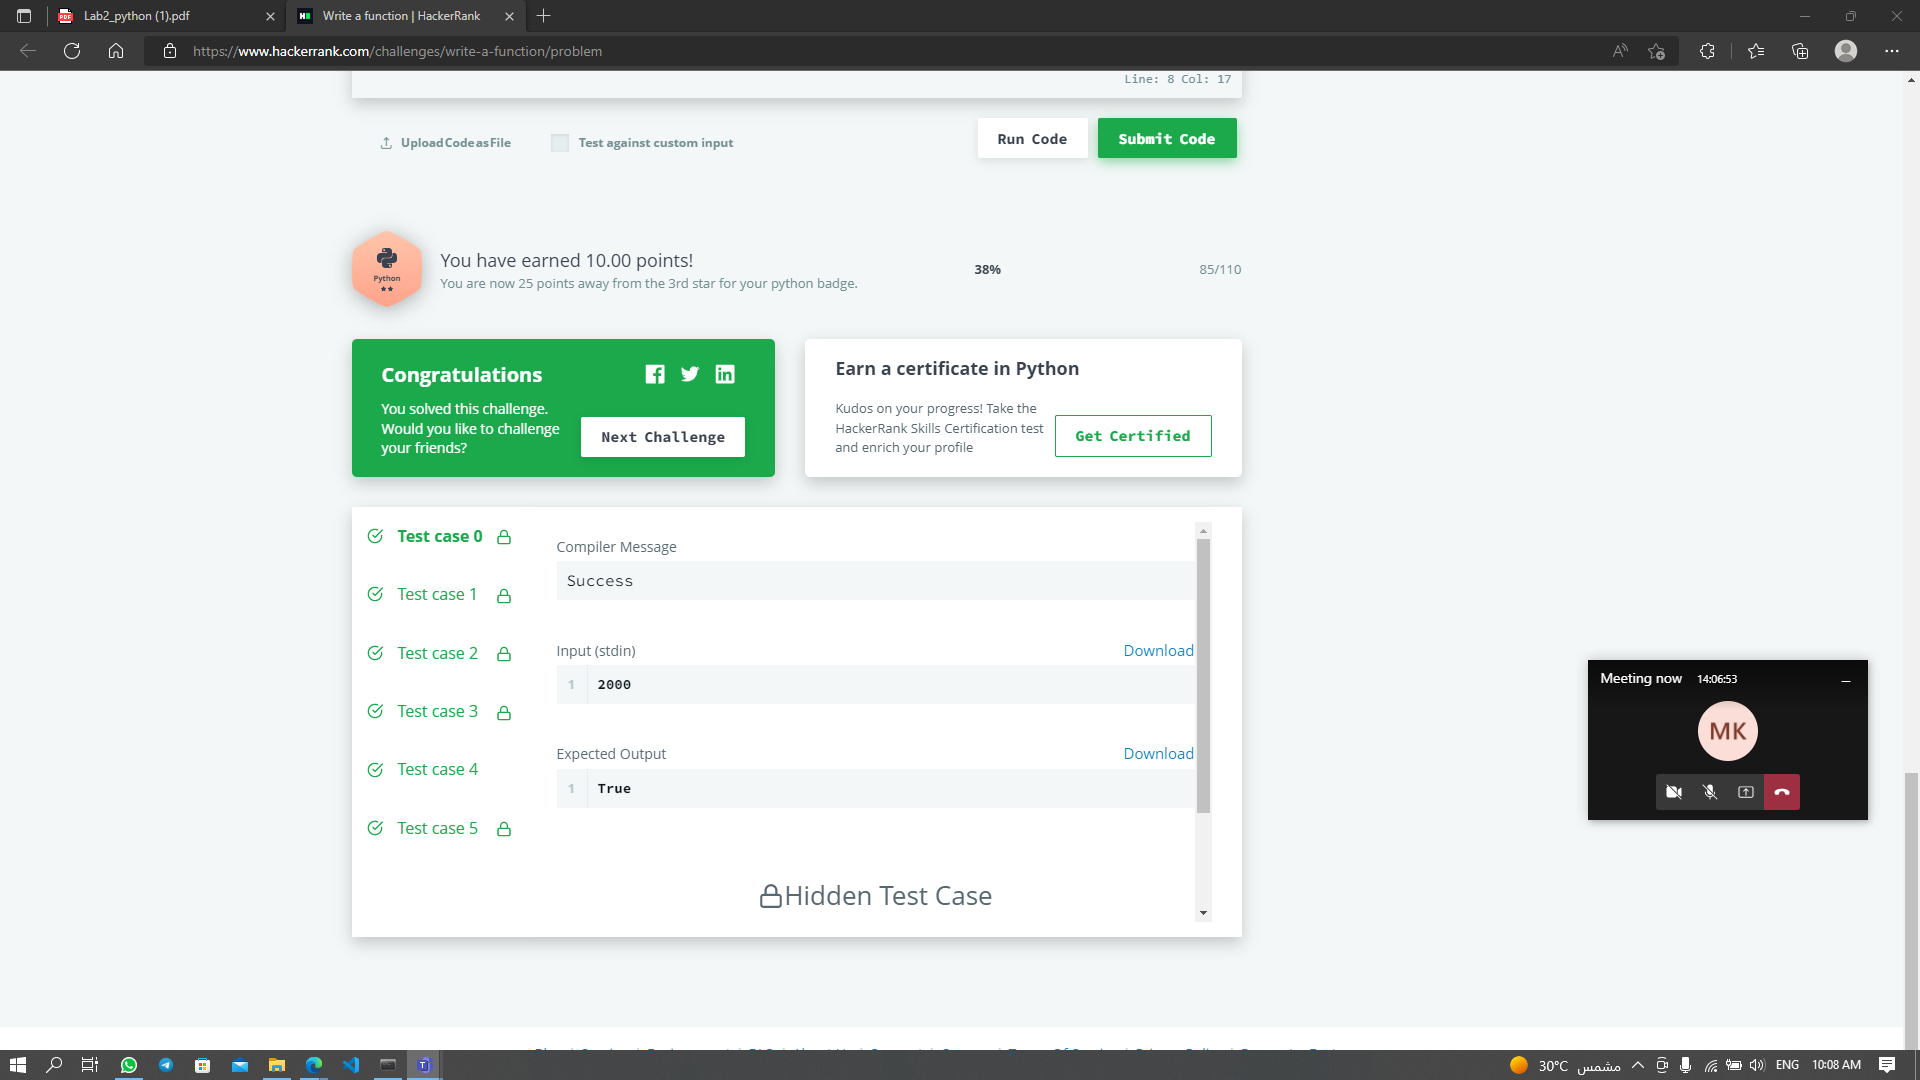 Lab2_python (1).pdf
Write a function | HackerRank
https://www.hackerrank.com/challenges/write-a-function/problem
Line: 8 Col: 17
Upload Code as File
Test against custom input
Run Code
Submit Code
Python
You have earned 10.00 points!
You are now 25 points away from the 3rd star for your python badge.
38%
85/110
Congratulations
You solved this challenge.
Would you like to challenge
your friends?
Next Challenge
Earn a certificate in Python
Kudos on your progress! Take the
HackerRank Skills Certification test
and enrich your profile
Get Certified
Test case 0
Test case 1
Test case 2
Test case 3
Test case 4
Test case 5
Compiler Message
Success
Input (stdin)
Download
1
2000
Expected Output
Download
1
True
Hidden Test Case
Meeting now
14:06:53
MK
30°C
مشمس
ENG
10:08 AM